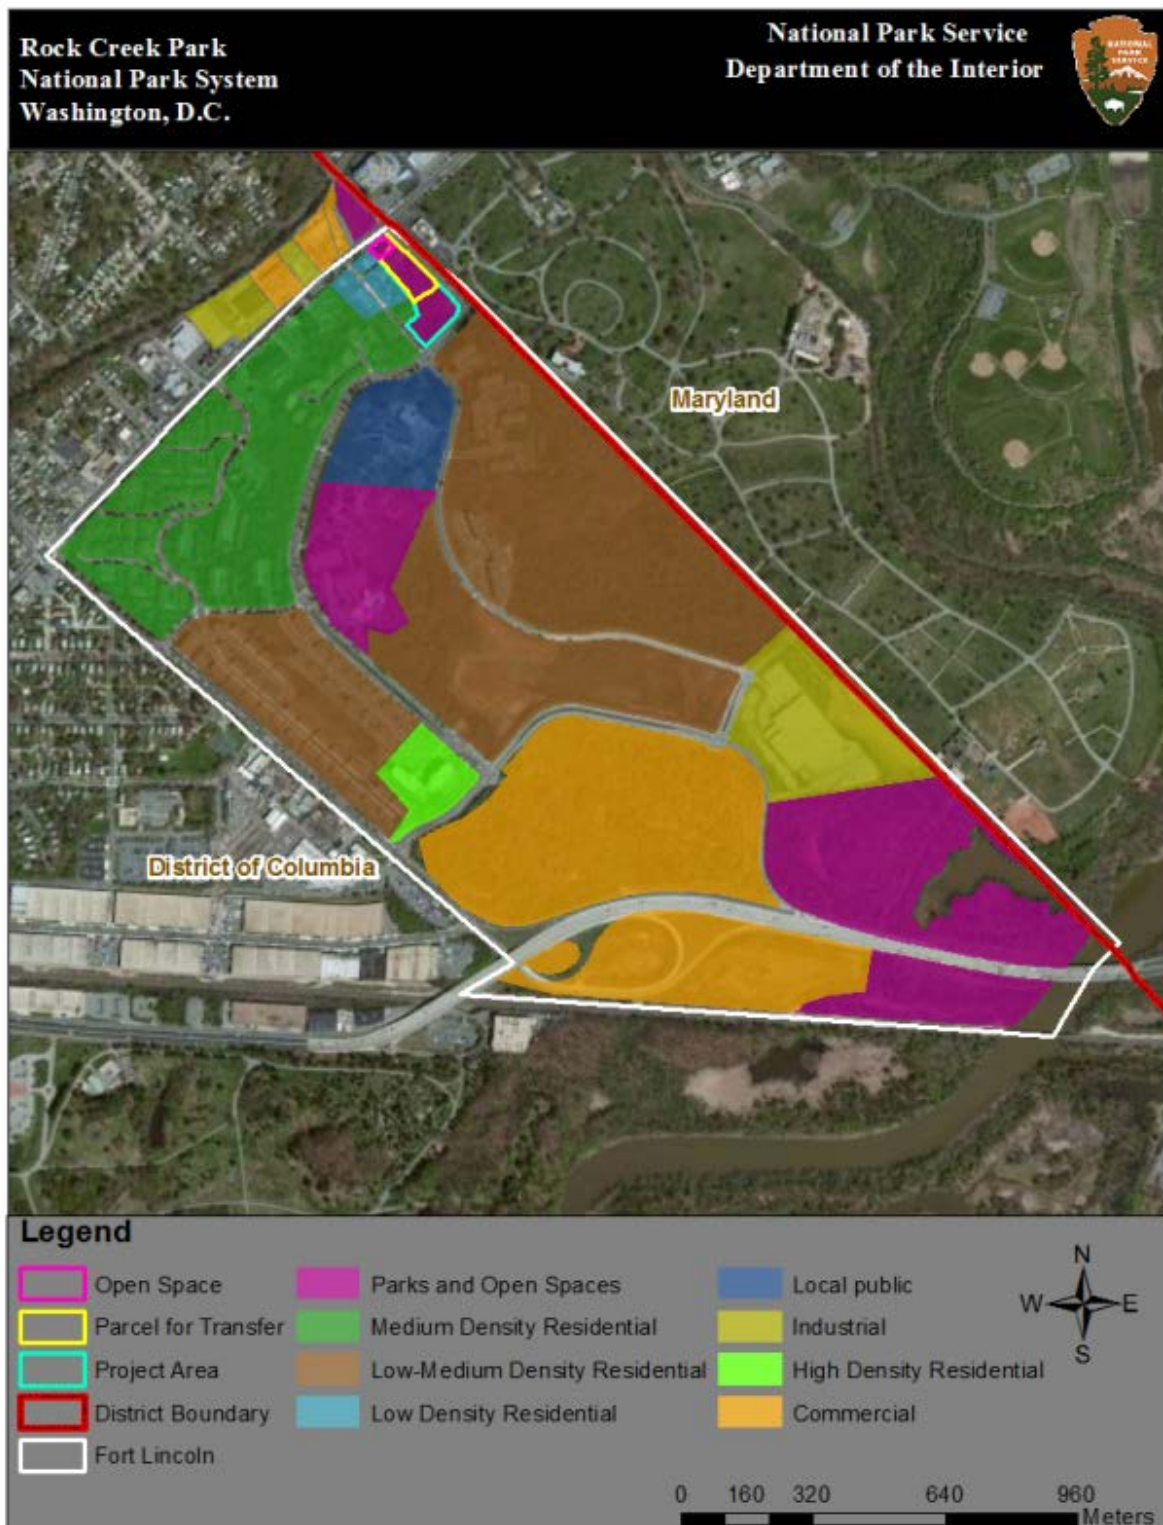 Rock Creek Park
National Park System
Washington, D.C.
National Park Service
Department of the Interior
NATIONAL
PARK
SERVICE
Maryland
District of Columbia
Legend
Open Space
Parcel for Transfer
Project Area
District Boundary
Fort Lincoln
Parks and Open Spaces
Medium Density Residential
Low-Medium Density Residential
Low Density Residential
Local public
Industrial
High Density Residential
Commercial
N
W E
S
0 160 320 640 960
Meters